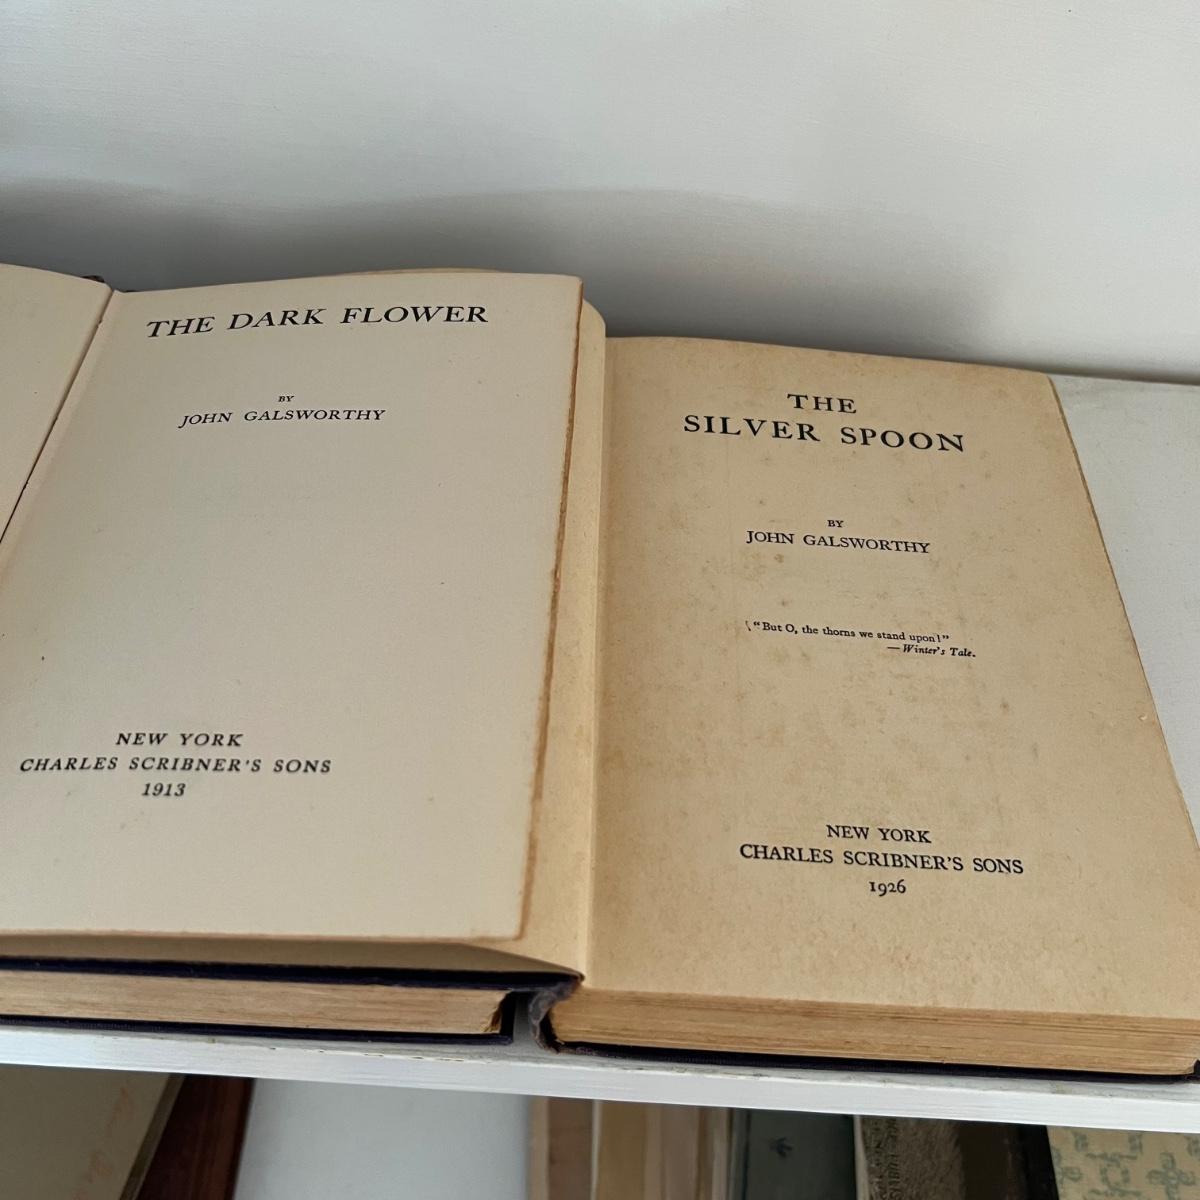 THE DARK FLOWER
BY
JOHN GALSWORTHY
NEW YORK
CHARLES SCRIBNER'S SONS
1913
THE
SILVER SPOON
BY
JOHN GALSWORTHY
"But O, the thorns we stand upon!"
—Winter's Tale.
NEW YORK
CHARLES SCRIBNER'S SONS
1926